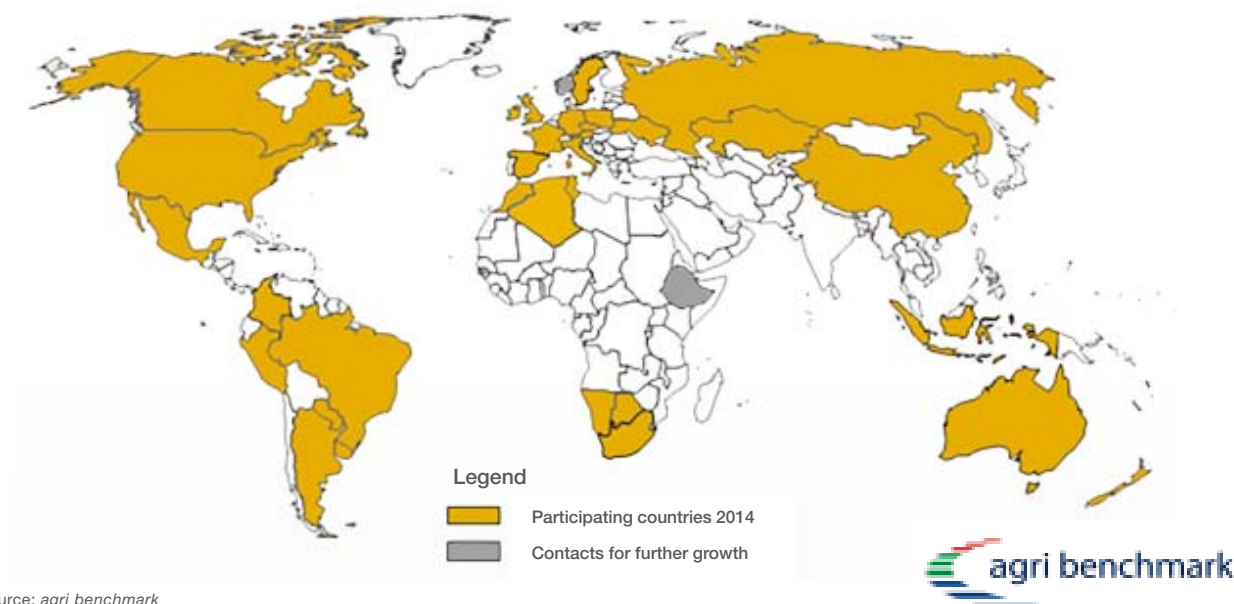 Legend
Participating countries 2014
Contacts for further growth
agri benchmark
urce: agri benchmark